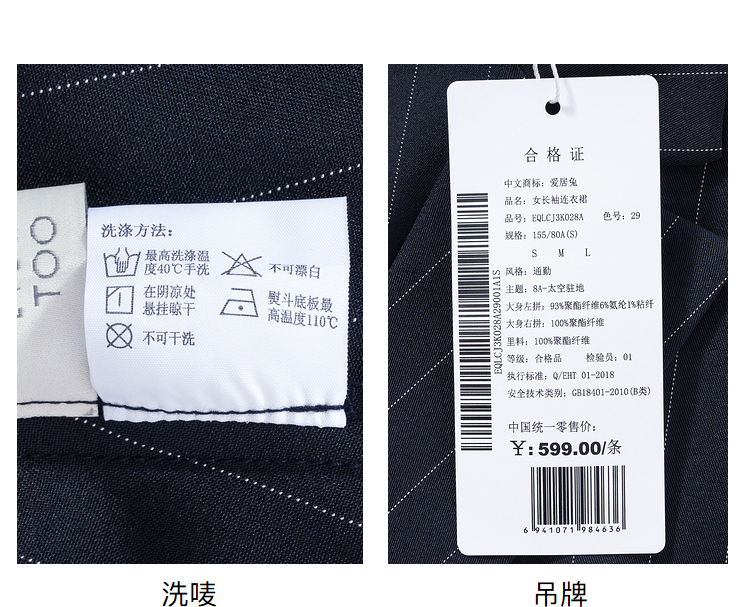 TOO
洗涤方法:
最高洗涤温
度40℃手洗
不可漂白
在阴凉处
悬挂晾干
熨斗底板最
高温度110℃
不可干洗
洗唛
合格证
中文商标: 爱居兔
品名: 女长袖连衣裙
品号: EQLCJ3K028A 色号: 29
规格: 155/80A(S)
S M L
风格: 通勤
主题: 8A-太空驻地
大身左拼: 93%聚酯纤维6%氨纶1%粘纤
大身右拼: 100%聚酯纤维
里料: 100%聚酯纤维
等级: 合格品 检验员: 01
执行标准: Q/EHT 01-2018
安全技术类别: GB18401-2010(B类)
EQLCJ3K028A29001A1S
中国统一零售价:
¥: 599.00/条
6 941071 984636
吊牌